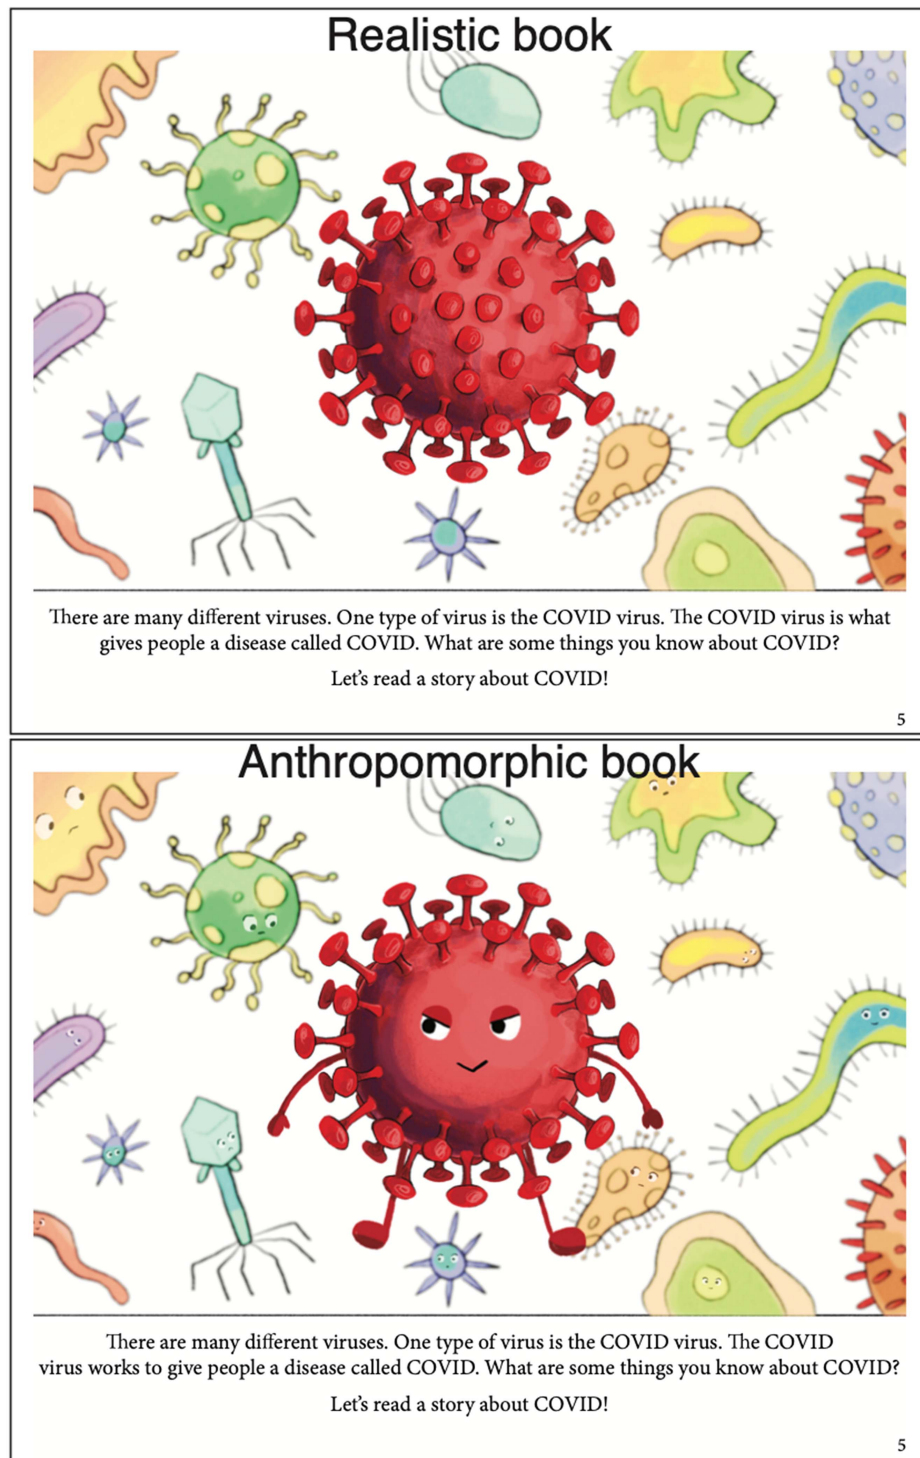 Realistic book
There are many different viruses. One type of virus is the COVID virus. The COVID virus is what
gives people a disease called COVID. What are some things you know about COVID?
Let's read a story about COVID!
5
Anthropomorphic book
There are many different viruses. One type of virus is the COVID virus. The COVID
virus works to give people a disease called COVID. What are some things you know about COVID?
Let's read a story about COVID!
5